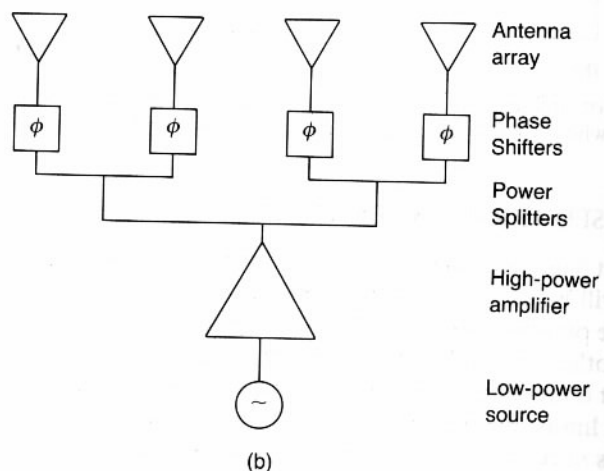 Antenna
array
ϕ ϕ ϕ ϕ
Phase
Shifters
Power
Splitters
High-power
amplifier
~
Low-power
source
(b)